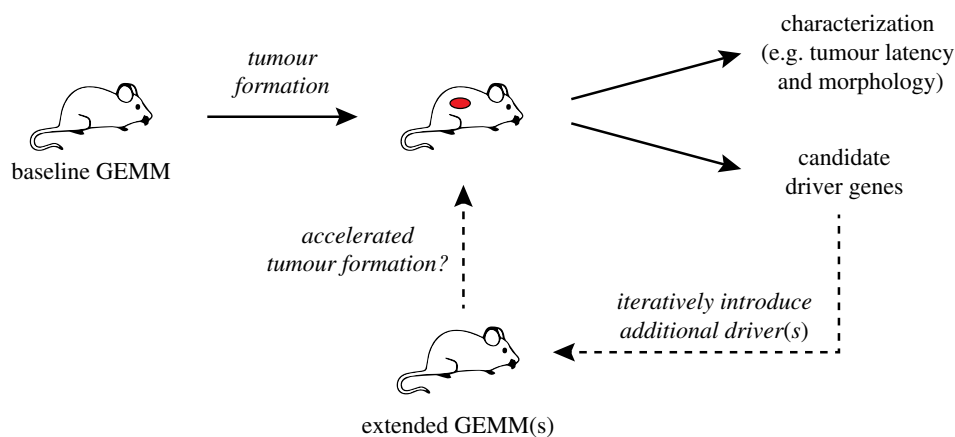 tumour
formation
baseline GEMM
characterization
(e.g. tumour latency
and morphology)
candidate
driver genes
accelerated
tumour formation?
iteratively introduce
additional driver(s)
extended GEMM(s)